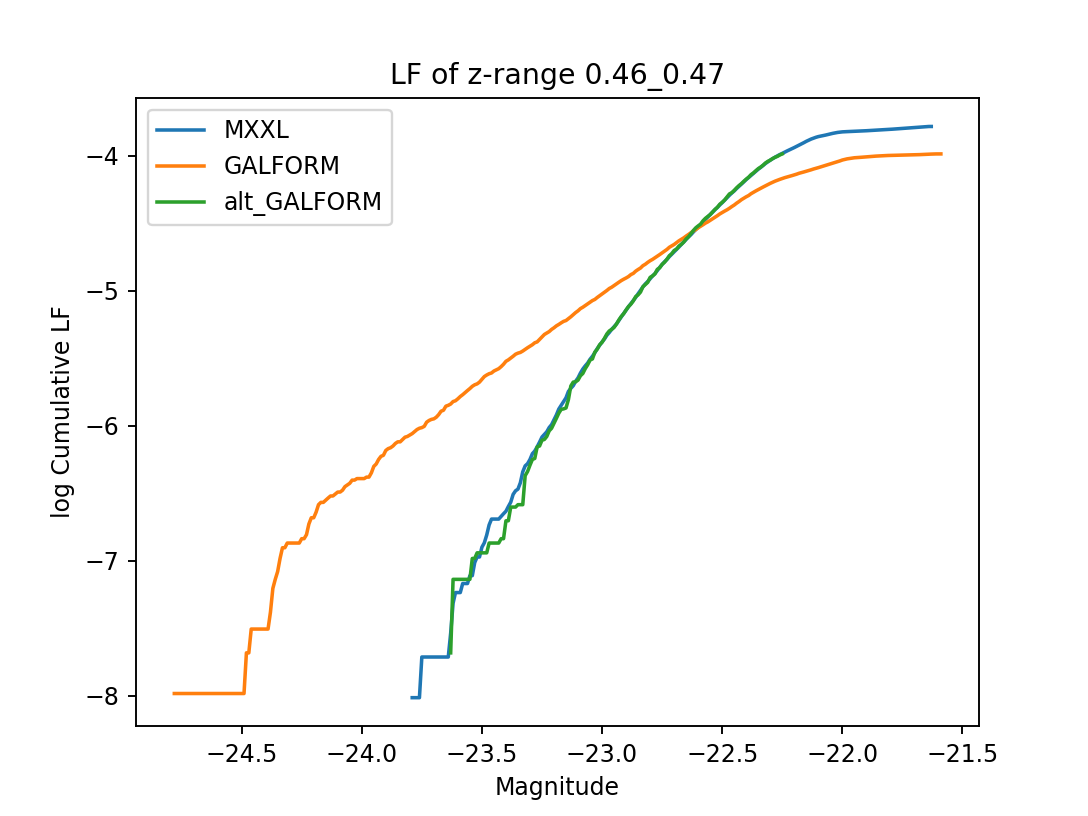 LF of z-range 0.46_0.47
MXXL
GALFORM
alt_GALFORM
log Cumulative LF
−4
−5
−6
−7
−8
−24.5 −24.0 −23.5 −23.0 −22.5 −22.0 −21.5
Magnitude